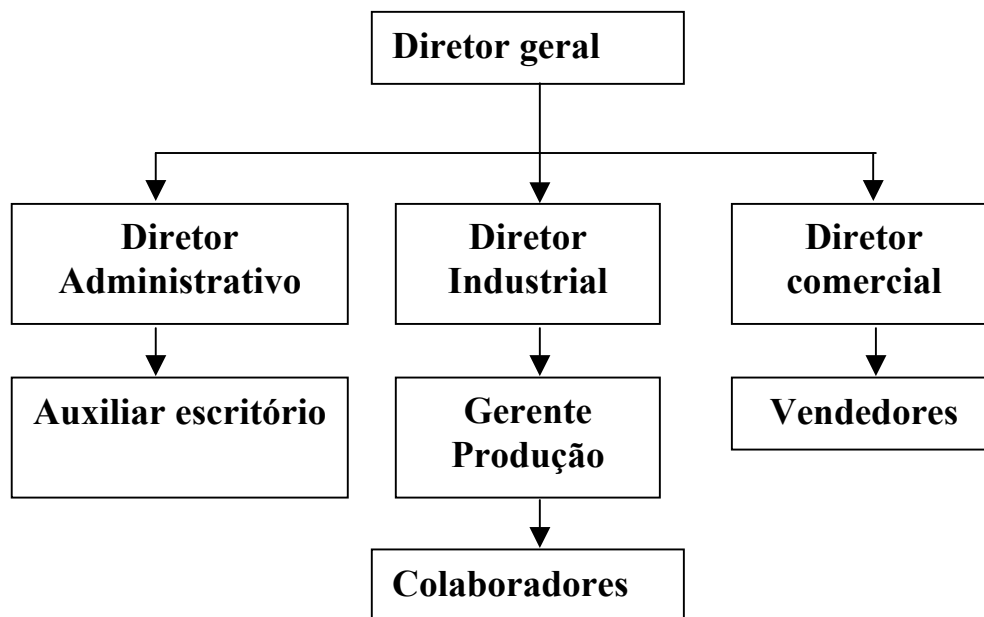 Diretor geral
Diretor
Administrativo
Diretor
Industrial
Diretor
comercial
Auxiliar escritório
Gerente
Produção
Vendedores
Colaboradores